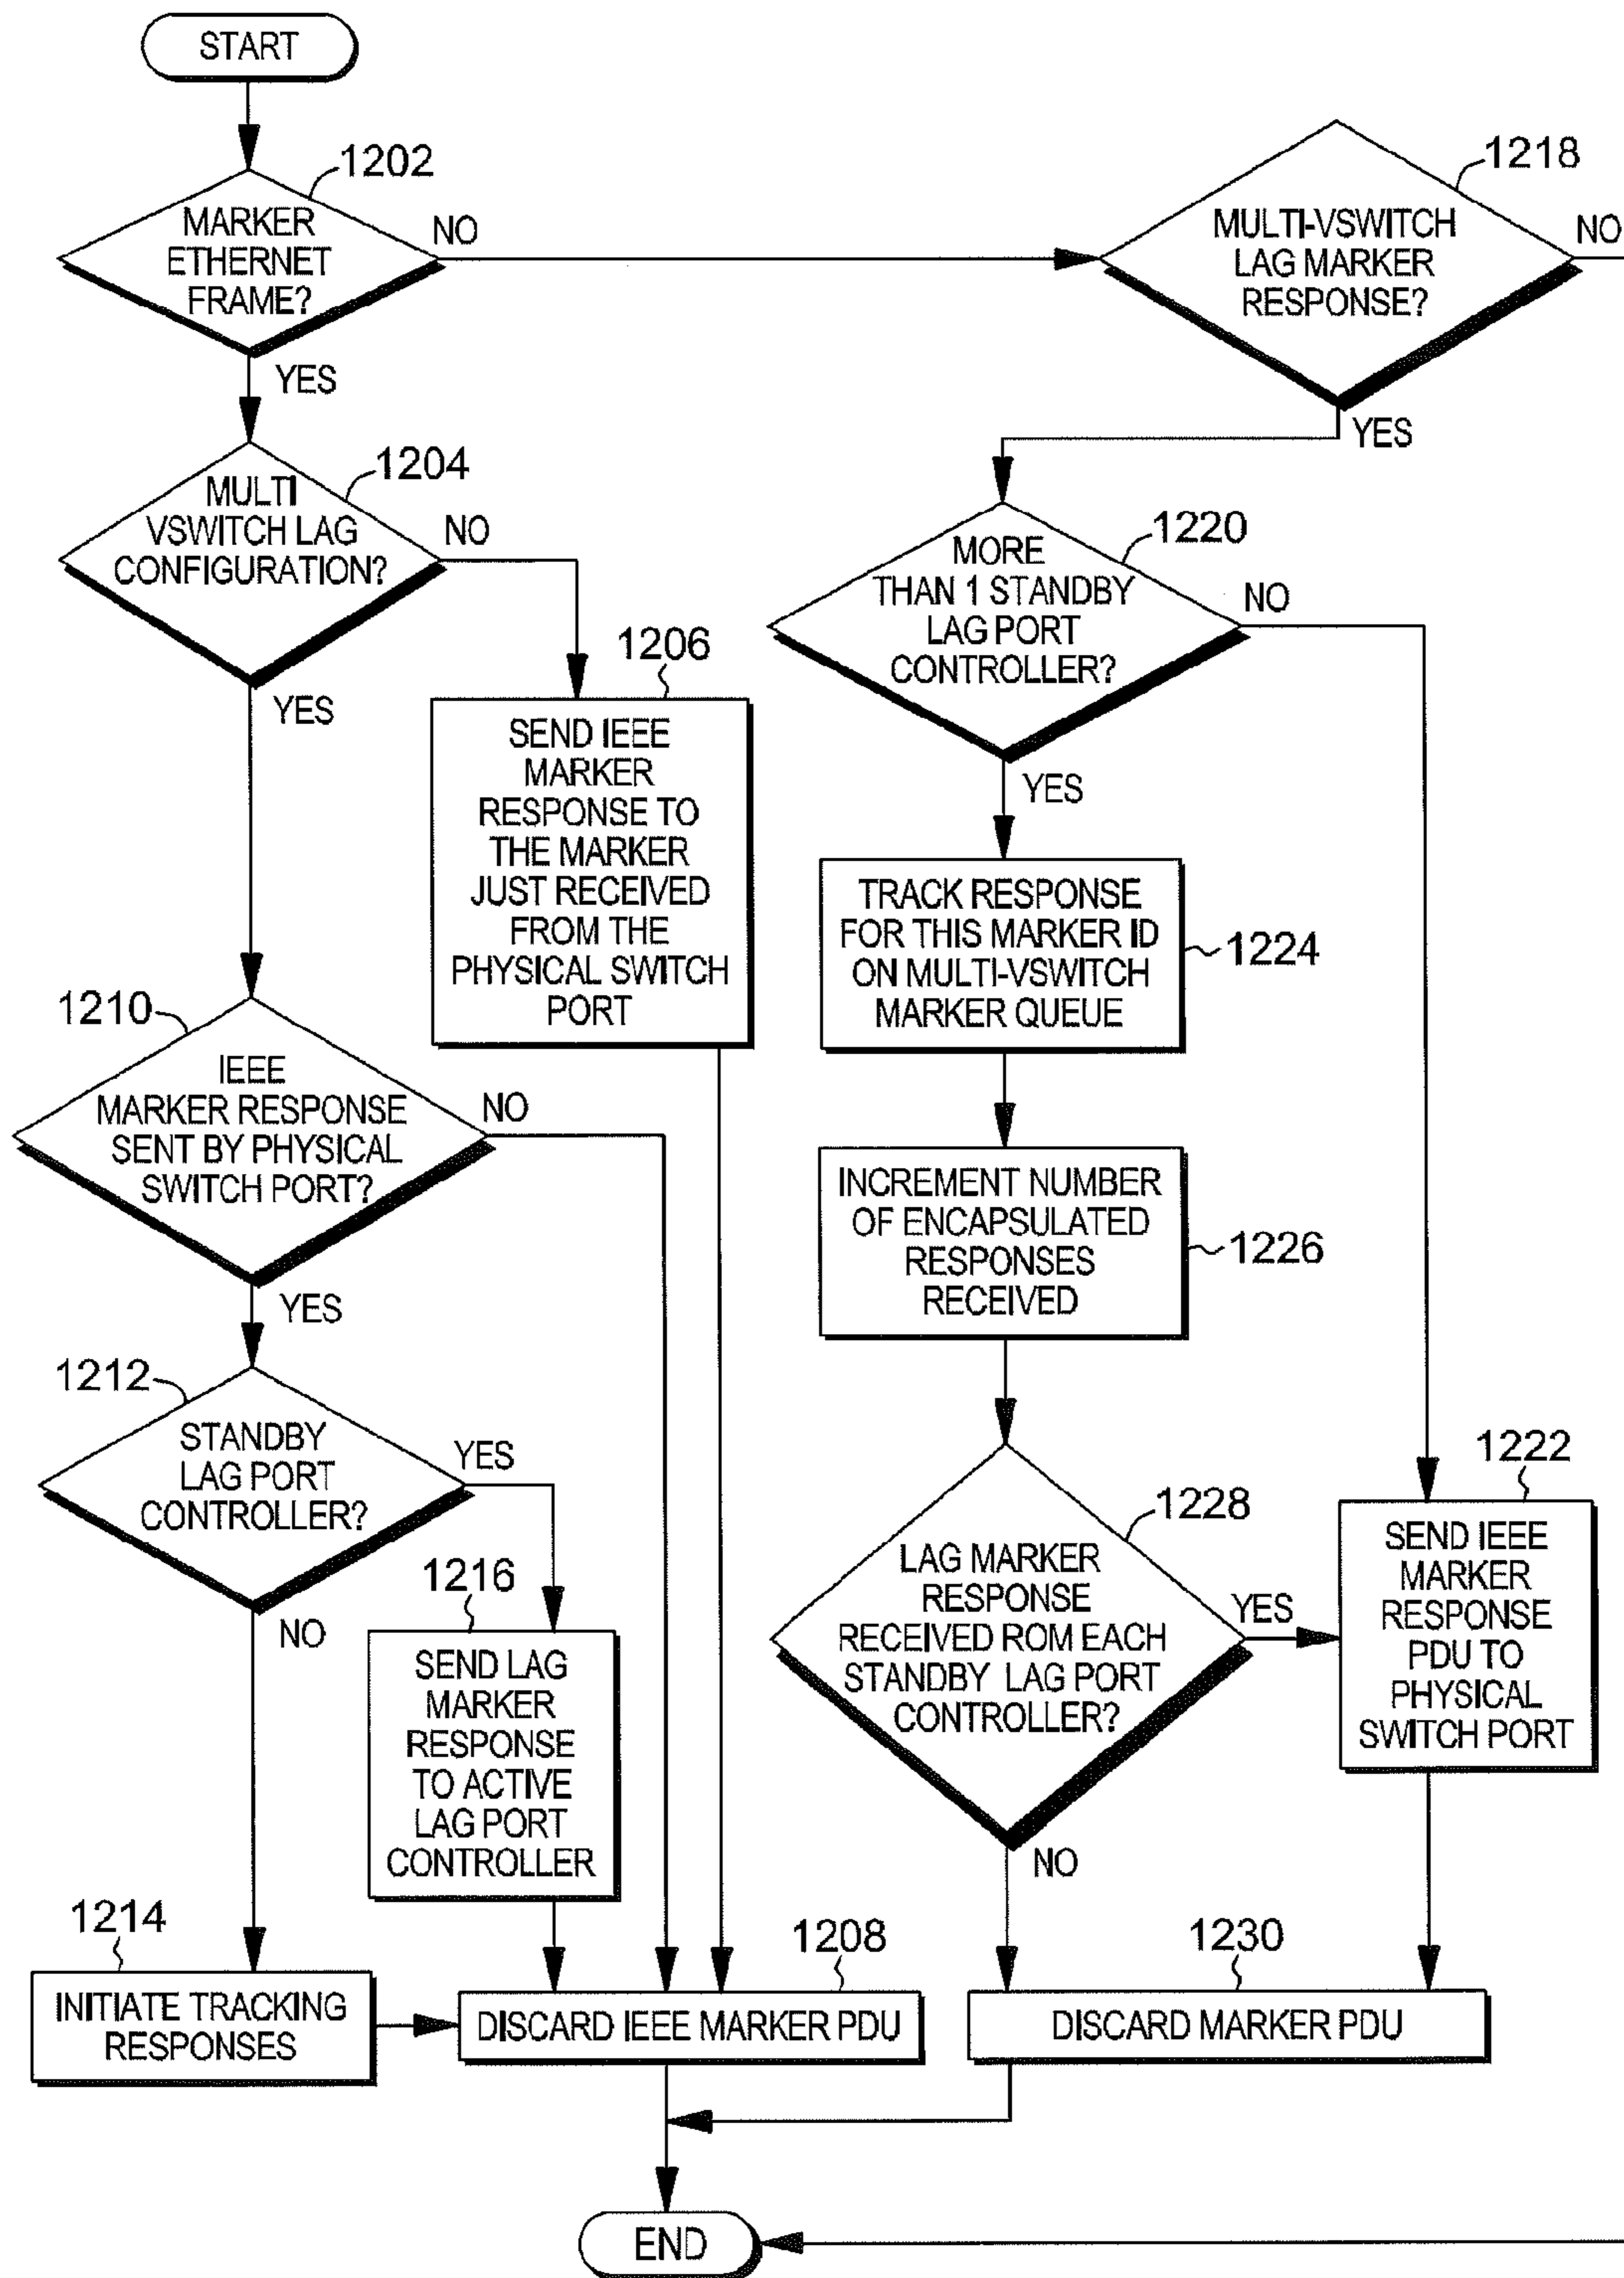 START
1202
MARKER
ETHERNET
FRAME?
NO
YES
1218
MULTI-VSWITCH
LAG MARKER
RESPONSE?
NO
YES
1204
MULTI
VSWITCH LAG
CONFIGURATION?
NO
YES
1206
SEND IEEE
MARKER
RESPONSE TO
THE MARKER
JUST RECEIVED
FROM THE
PHYSICAL SWITCH
PORT
1220
MORE
THAN 1 STANDBY
LAG PORT
CONTROLLER?
NO
YES
TRACK RESPONSE
FOR THIS MARKER ID
ON MULTI-VSWITCH
MARKER QUEUE
1224
1210
IEEE
MARKER RESPONSE
SENT BY PHYSICAL
SWITCH PORT?
NO
YES
INCREMENT NUMBER
OF ENCAPSULATED
RESPONSES
RECEIVED
1226
1212
STANDBY
LAG PORT
CONTROLLER?
YES
NO
1216
SEND LAG
MARKER
RESPONSE
TO ACTIVE
LAG PORT
CONTROLLER
1228
LAG MARKER
RESPONSE
RECEIVED ROM EACH
STANDBY LAG PORT
CONTROLLER?
YES
NO
1222
SEND IEEE
MARKER
RESPONSE
PDU TO
PHYSICAL
SWITCH PORT
1214
INITIATE TRACKING
RESPONSES
1208
DISCARD IEEE MARKER PDU
1230
DISCARD MARKER PDU
END